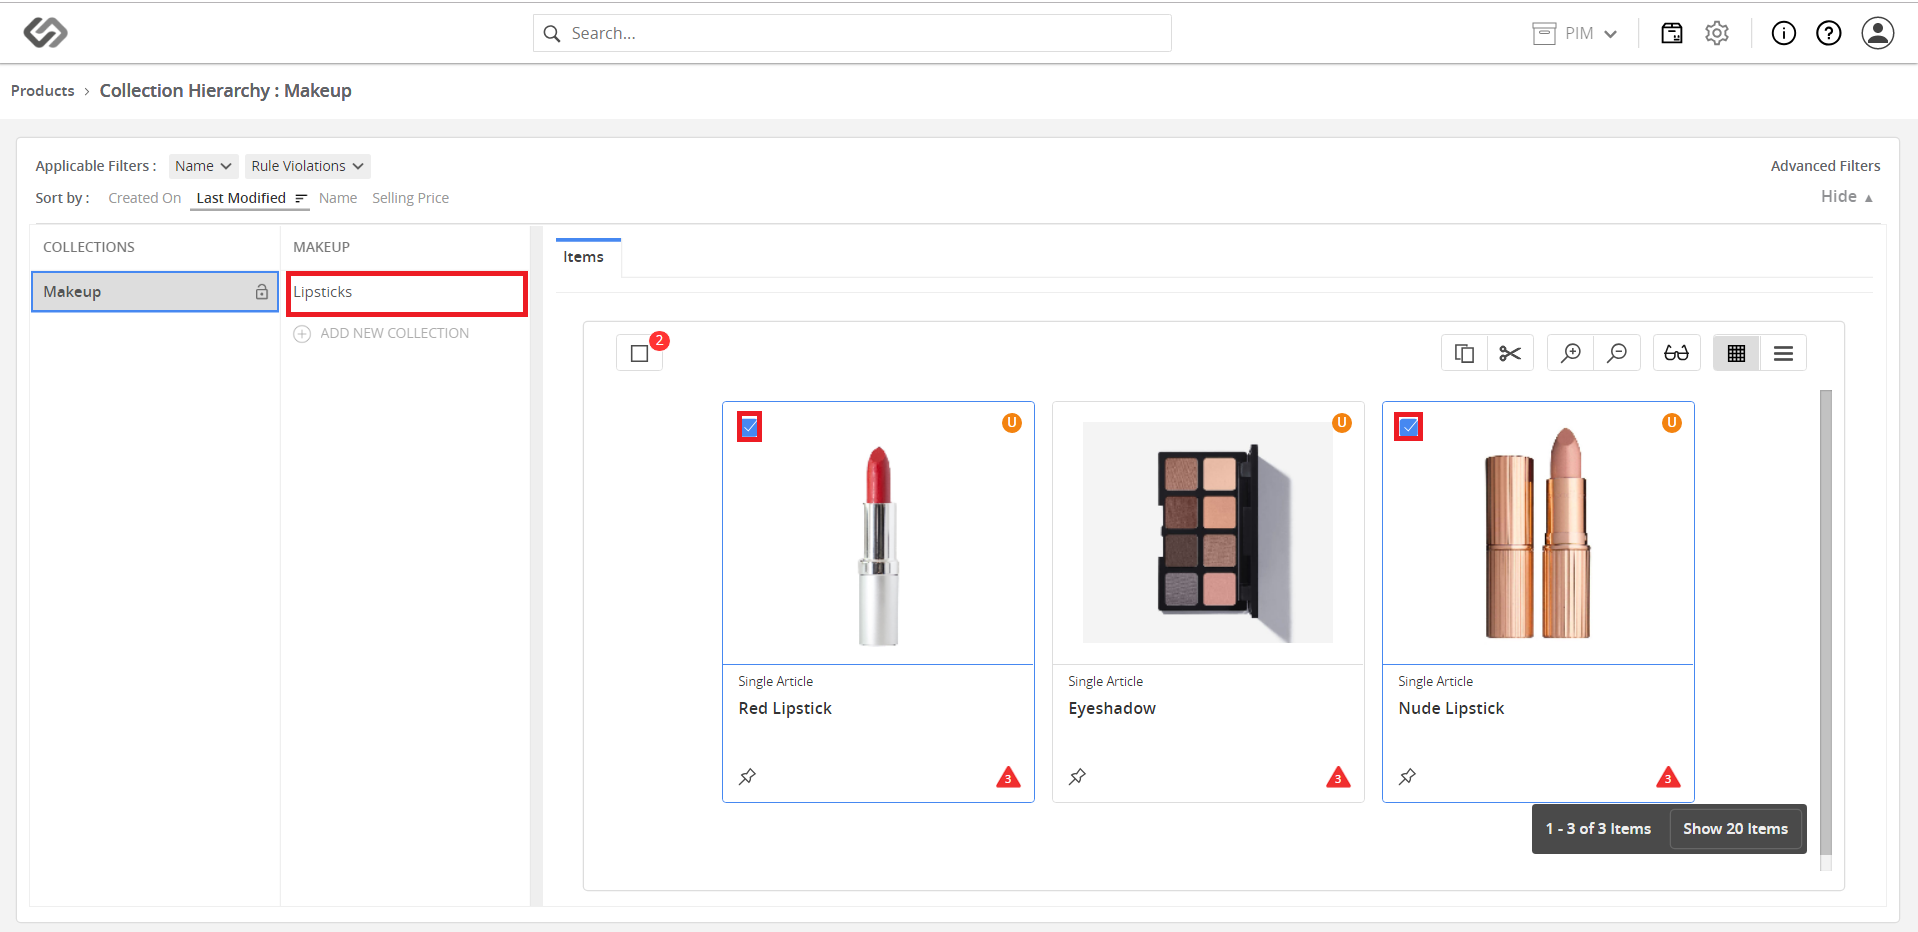 Search...
PIM
Products › Collection Hierarchy : Makeup
Applicable Filters : Name Rule Violations
Advanced Filters
Sort by : Created On Last Modified Name Selling Price
Hide ▲
COLLECTIONS
MAKEUP
Items
Makeup
Lipsticks
ADD NEW COLLECTION
2
U
U
U
Single Article
Red Lipstick
3
Single Article
Eyeshadow
3
Single Article
Nude Lipstick
3
1 - 3 of 3 Items
Show 20 Items